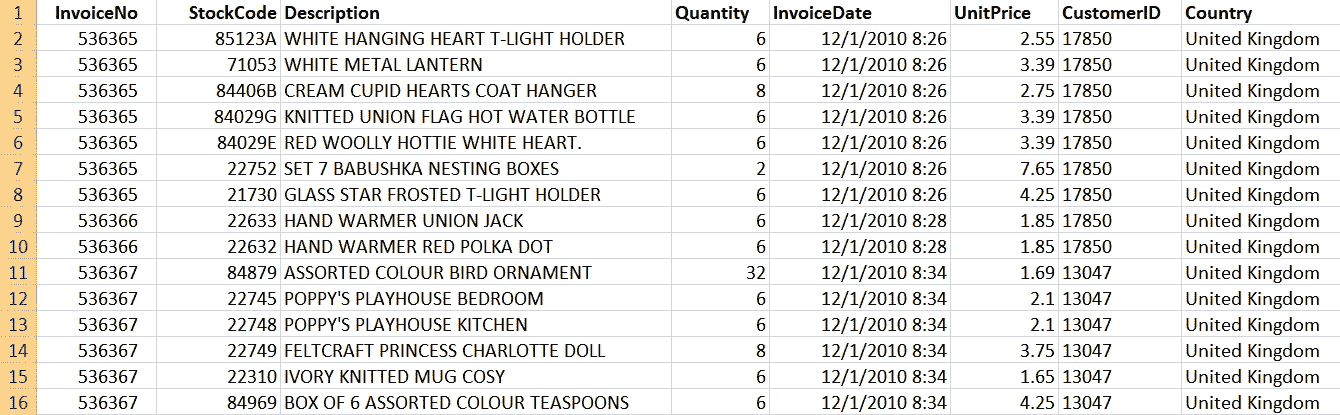 1 InvoiceNo StockCode Description Quantity InvoiceDate UnitPrice CustomerID Country
2 536365 85123A WHITE HANGING HEART T-LIGHT HOLDER 6 12/1/2010 8:26 2.55 17850 United Kingdom
3 536365 71053 WHITE METAL LANTERN 6 12/1/2010 8:26 3.39 17850 United Kingdom
4 536365 84406B CREAM CUPID HEARTS COAT HANGER 8 12/1/2010 8:26 2.75 17850 United Kingdom
5 536365 84029G KNITTED UNION FLAG HOT WATER BOTTLE 6 12/1/2010 8:26 3.39 17850 United Kingdom
6 536365 84029E RED WOOLLY HOTTIE WHITE HEART. 6 12/1/2010 8:26 3.39 17850 United Kingdom
7 536365 22752 SET 7 BABUSHKA NESTING BOXES 2 12/1/2010 8:26 7.65 17850 United Kingdom
8 536365 21730 GLASS STAR FROSTED T-LIGHT HOLDER 6 12/1/2010 8:26 4.25 17850 United Kingdom
9 536366 22633 HAND WARMER UNION JACK 6 12/1/2010 8:28 1.85 17850 United Kingdom
10 536366 22632 HAND WARMER RED POLKA DOT 6 12/1/2010 8:28 1.85 17850 United Kingdom
11 536367 84879 ASSORTED COLOUR BIRD ORNAMENT 32 12/1/2010 8:34 1.69 13047 United Kingdom
12 536367 22745 POPPY'S PLAYHOUSE BEDROOM 6 12/1/2010 8:34 2.1 13047 United Kingdom
13 536367 22748 POPPY'S PLAYHOUSE KITCHEN 6 12/1/2010 8:34 2.1 13047 United Kingdom
14 536367 22749 FELTCRAFT PRINCESS CHARLOTTE DOLL 8 12/1/2010 8:34 3.75 13047 United Kingdom
15 536367 22310 IVORY KNITTED MUG COSY 6 12/1/2010 8:34 1.65 13047 United Kingdom
16 536367 84969 BOX OF 6 ASSORTED COLOUR TEASPOONS 6 12/1/2010 8:34 4.25 13047 United Kingdom